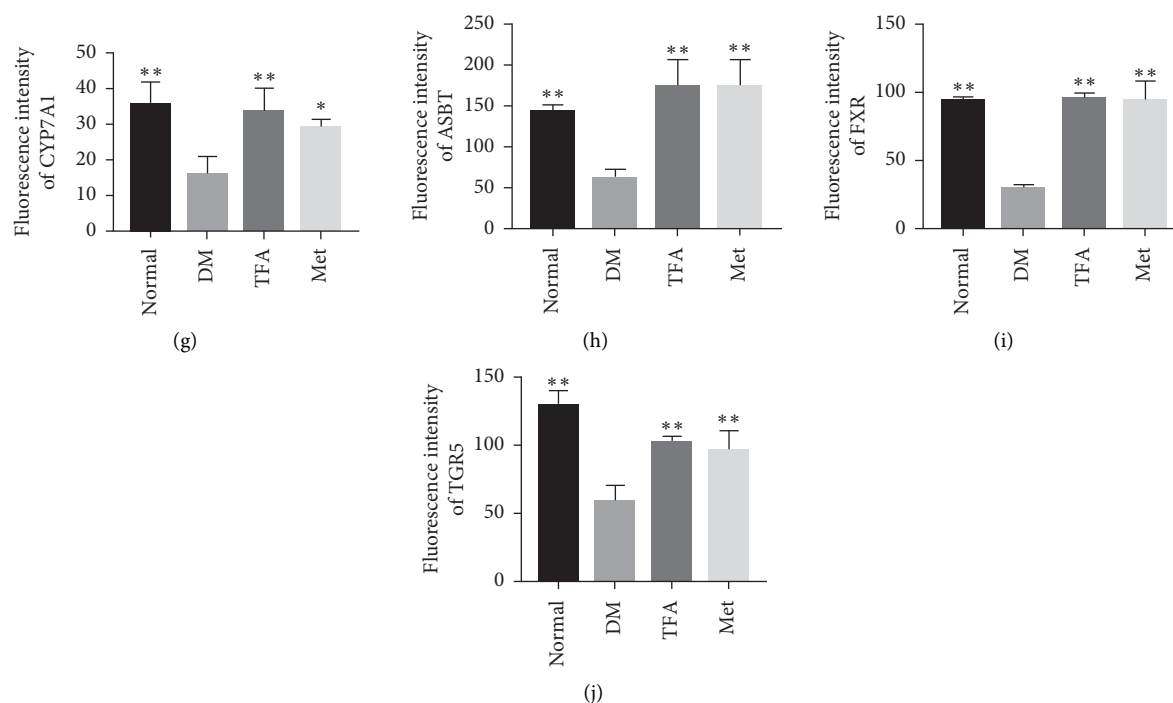 Fluorescence intensity
of CYP7A1
50
40
30
20
10
0
**
**
*
Normal
DM
TFA
Met
(g)
Fluorescence intensity
of ASBT
250
200
150
100
50
0
**
**
**
Normal
DM
TFA
Met
(h)
Fluorescence intensity
of FXR
150
100
50
0
**
**
**
Normal
DM
TFA
Met
(i)
Fluorescence intensity
of TGR5
150
100
50
0
**
**
**
Normal
DM
TFA
Met
(j)